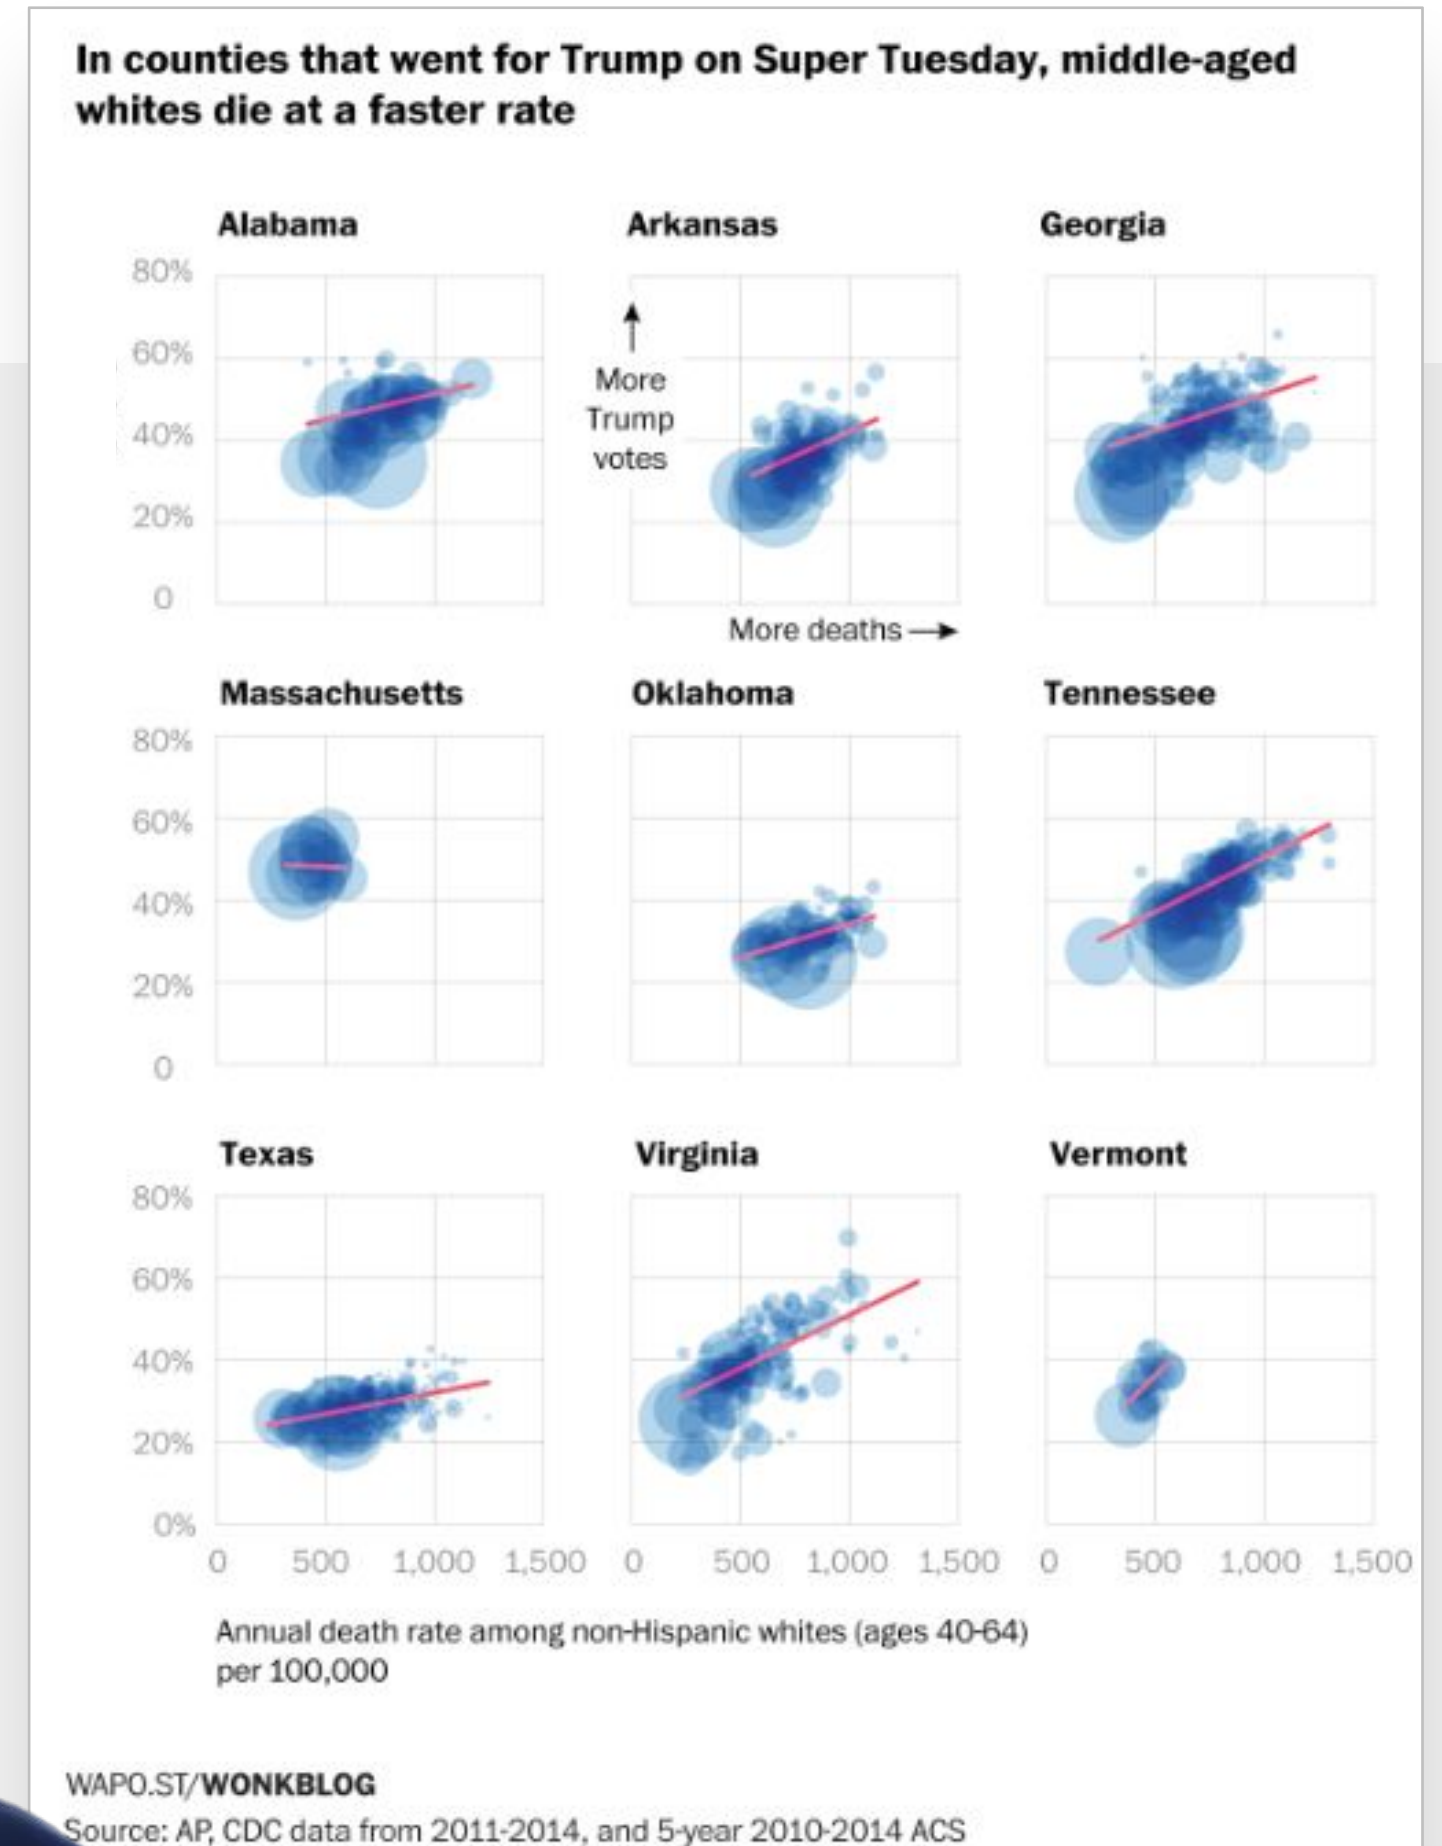 In counties that went for Trump on Super Tuesday, middle-aged
whites die at a faster rate
Alabama
Arkansas
Georgia
80%
60%
40%
20%
0
More
Trump
votes
More deaths
Massachusetts
Oklahoma
Tennessee
80%
60%
40%
20%
0
Texas
Virginia
Vermont
80%
60%
40%
20%
0%
0 500 1,000 1,500
0 500 1,000 1,500
0 500 1,000 1,500
Annual death rate among non-Hispanic whites (ages 40-64)
per 100,000
WAPO.ST/WONKBLOG
Source: AP, CDC data from 2011-2014, and 5-year 2010-2014 ACS